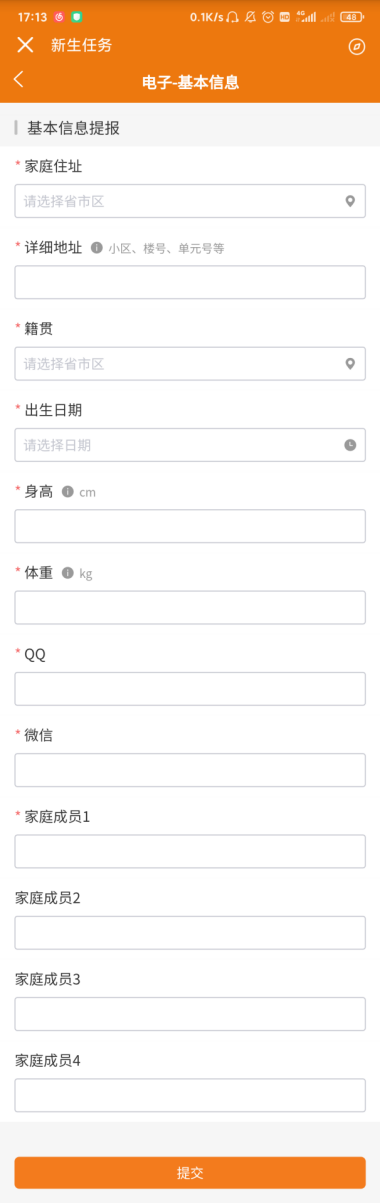 17:13 0.1K/s HD 4G 48
新生任务
电子-基本信息
基本信息提报
* 家庭住址
请选择省市区
* 详细地址 小区、楼号、单元号等
* 籍贯
请选择省市区
* 出生日期
请选择日期
* 身高 cm
* 体重 kg
* QQ
* 微信
* 家庭成员1
家庭成员2
家庭成员3
家庭成员4
提交